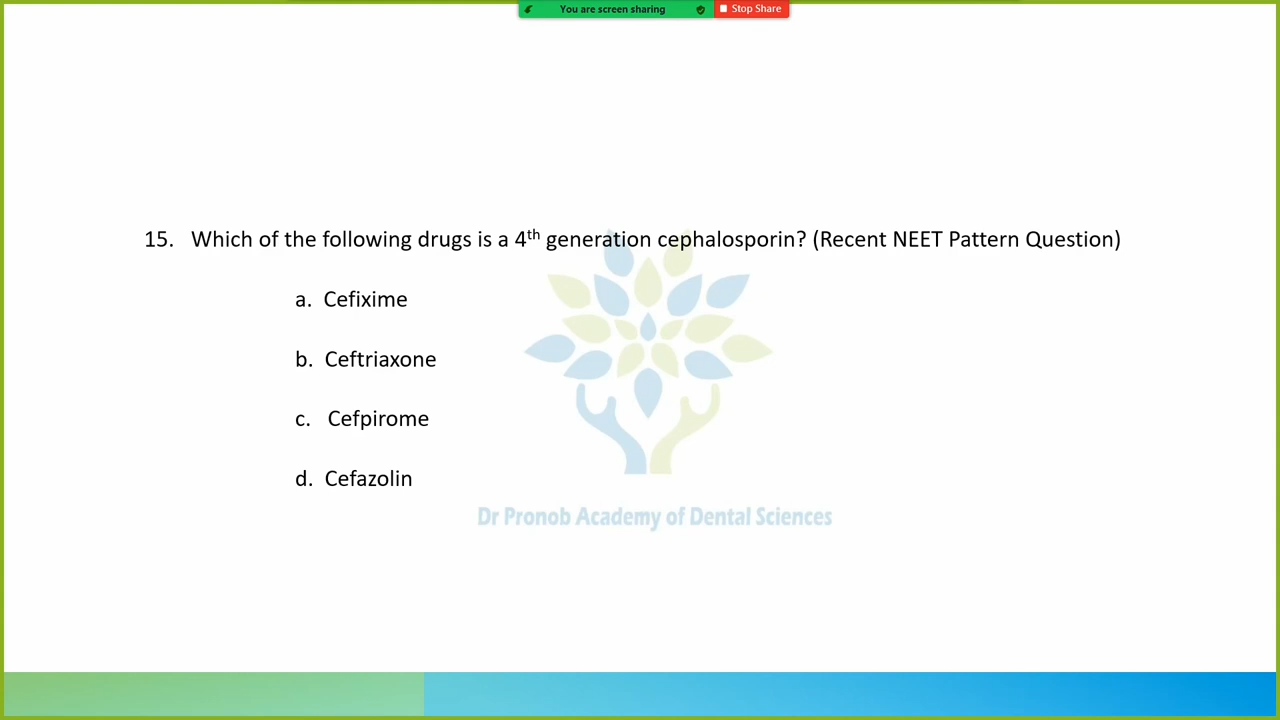 You are screen sharing
Stop Share
15. Which of the following drugs is a 4th generation cephalosporin? (Recent NEET Pattern Question)
a. Cefixime
b. Ceftriaxone
c. Cefpirome
d. Cefazolin
Dr Pronob Academy of Dental Sciences